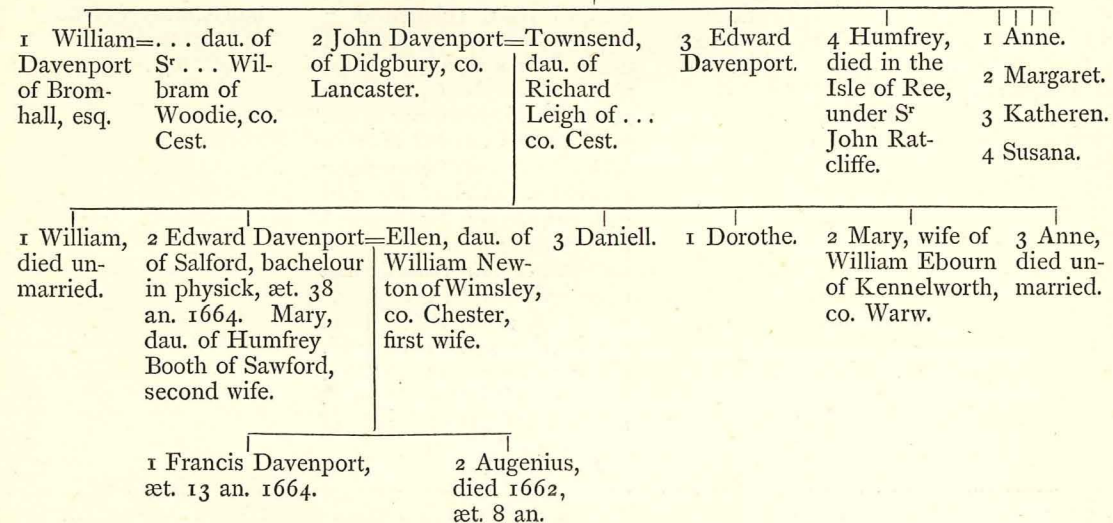 1 William=... dau. of
Davenport Sʳ ... Wil-
of Brom- bram of
hall, esq. Woodie, co.
Cest.
2 John Davenport=Townsend,
of Didgbury, co. dau. of
Lancaster. Richard
Leigh of ...
co. Cest.
3 Edward
Davenport.
4 Humfrey,
died in the
Isle of Ree,
under Sʳ
John Rat-
cliffe.
1 Anne.
2 Margaret.
3 Katheren.
4 Susana.
1 William,
died un-
married.
2 Edward Davenport=Ellen, dau. of
of Salford, bachelour William New-
in physick, æt. 38 ton of Wimsley,
an. 1664. Mary, co. Chester,
dau. of Humfrey first wife.
Booth of Sawford,
second wife.
3 Daniell.
1 Dorothe.
2 Mary, wife of
William Ebourn
of Kennelworth,
co. Warw.
3 Anne,
died un-
married.
1 Francis Davenport,
æt. 13 an. 1664.
2 Augenius,
died 1662,
æt. 8 an.